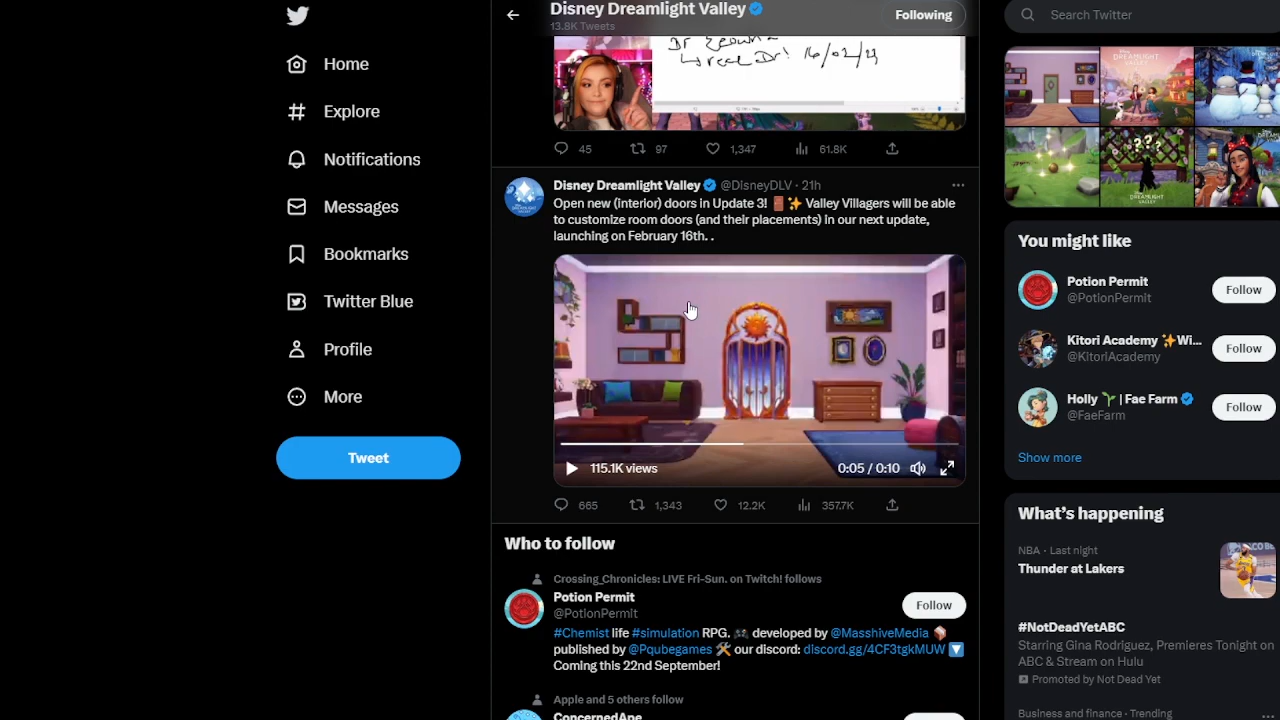 Home
Explore
Notifications
Messages
Bookmarks
Twitter Blue
Profile
More
Tweet
Disney Dreamlight Valley
13.8K Tweets
Following
Dr
16/02/23
45 97 1,347 61.8K
Disney Dreamlight Valley @DisneyDLV · 21h
Open new (interior) doors in Update 3! 🚪✨ Valley Villagers will be able
to customize room doors (and their placements) in our next update,
launching on February 16th. .
115.1K views
0:05 / 0:10
665 1,343 12.2K 357.7K
Who to follow
Crossing_Chronicles: LIVE Fri-Sun. on Twitch! follows
Potion Permit
@PotionPermit
Follow
#Chemist life #simulation RPG. 🎮 developed by @MasshiveMedia 📦
published by @Pqubegames 🛠️ our discord: discord.gg/4CF3tgkMUW 🔽
Coming this 22nd September!
Apple and 5 others follow
ConcernedApe
Search Twitter
You might like
Potion Permit
@PotionPermit
Follow
Kitori Academy ✨Wi...
@KitoriAcademy
Follow
Holly 🌱 | Fae Farm
@FaeFarm
Follow
Show more
What's happening
NBA · Last night
Thunder at Lakers
#NotDeadYetABC
Starring Gina Rodriguez, Premieres Tonight on
ABC & Stream on Hulu
Promoted by Not Dead Yet
Business and finance · Trending